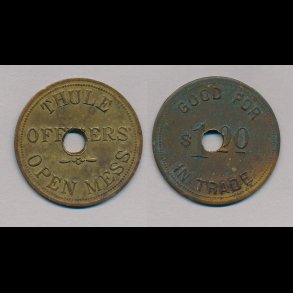 THULE
OFFICERS'
OPEN MESS
GOOD FOR
$1.00
IN TRADE